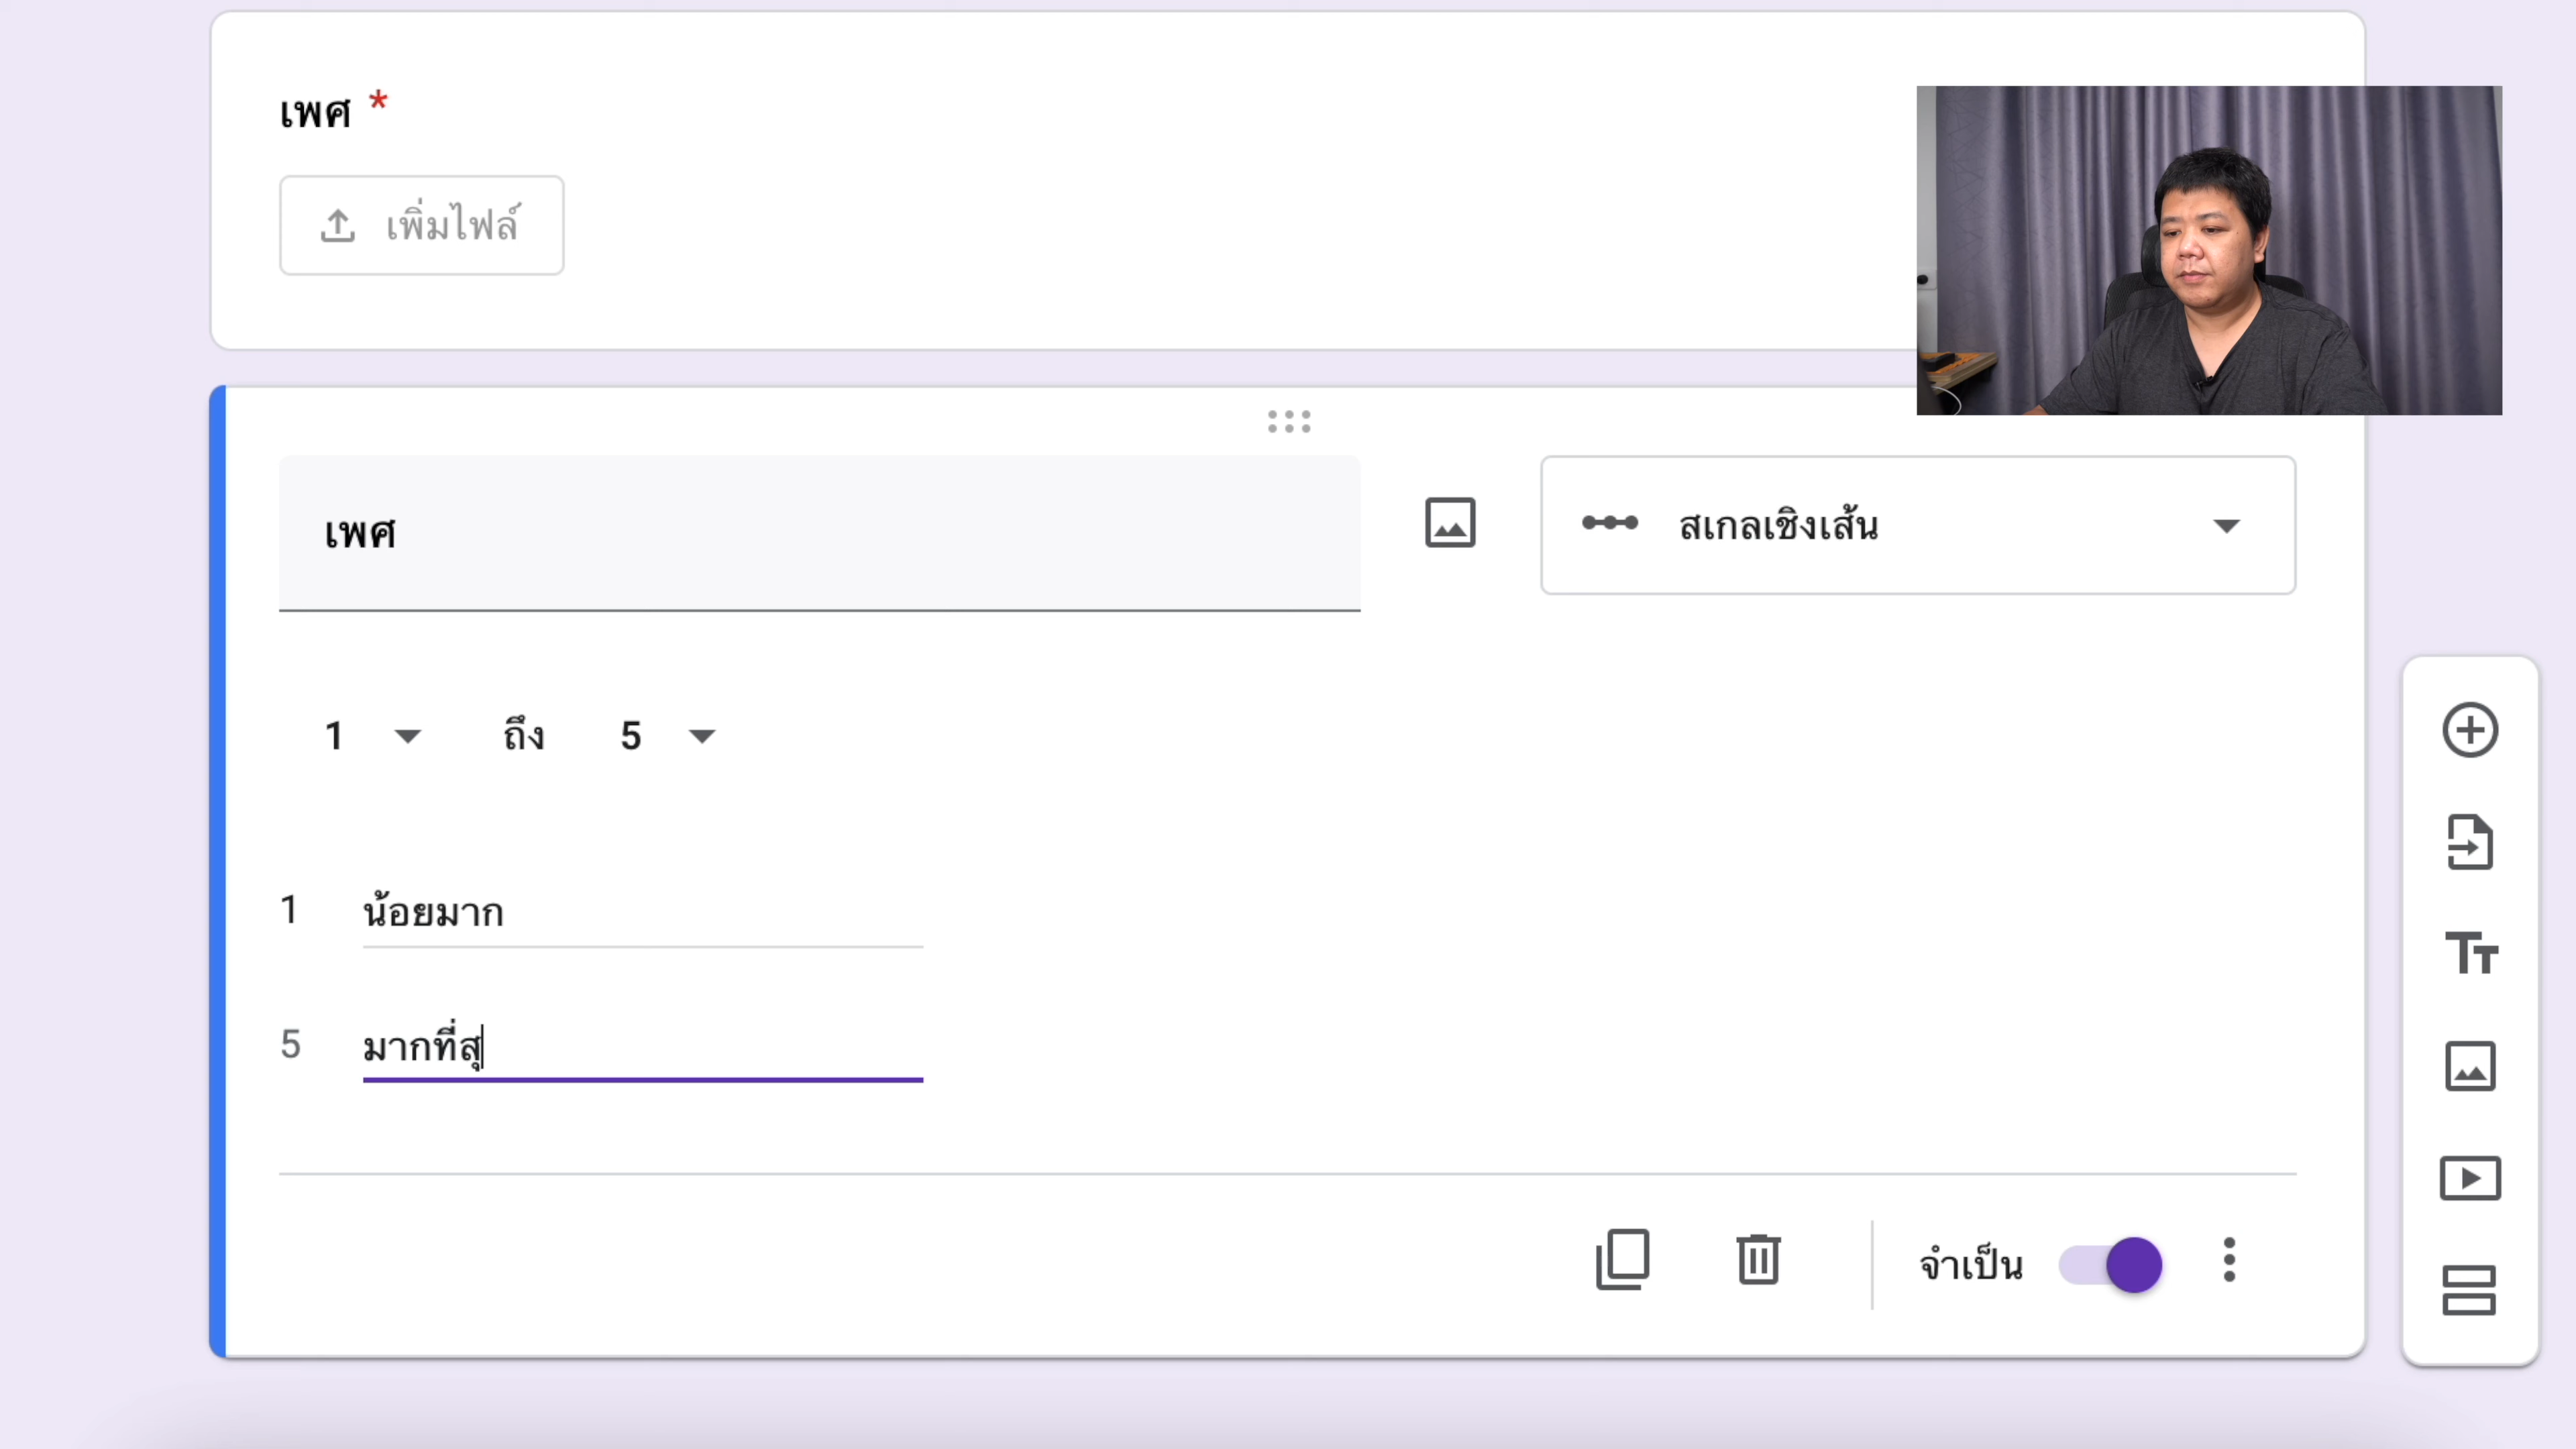 เพศ *
เพิ่มไฟล์
เพศ
สเกลเชิงเส้น
1 ถึง 5
1 น้อยมาก
5 มากที่สุ
จำเป็น